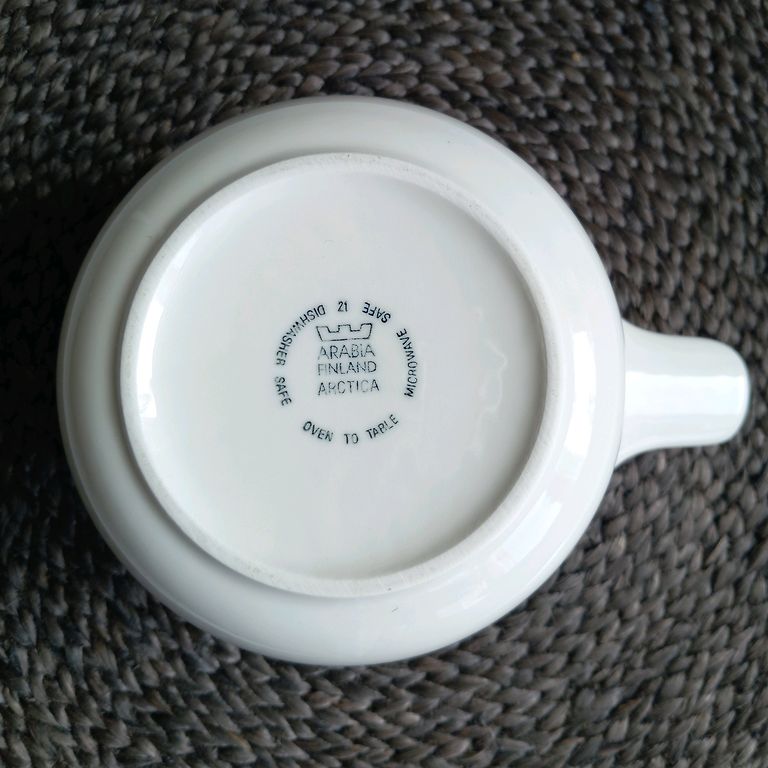 ARABIA
FINLAND
ARCTICA
DISHWASHER SAFE
OVEN TO TABLE
MICROWAVE SAFE
21